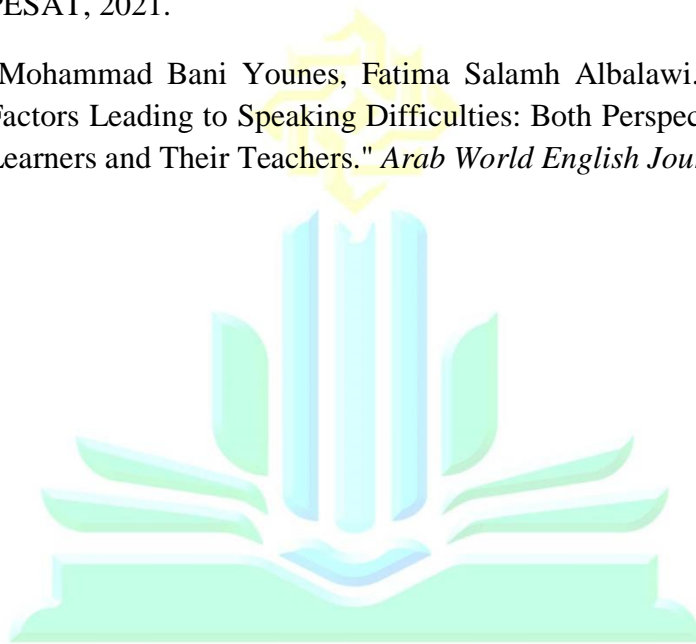 PESAT, 2021.
Mohammad Bani Younes, Fatima Salamh Albalawi.
Factors Leading to Speaking Difficulties: Both Perspec
Learners and Their Teachers." Arab World English Jou